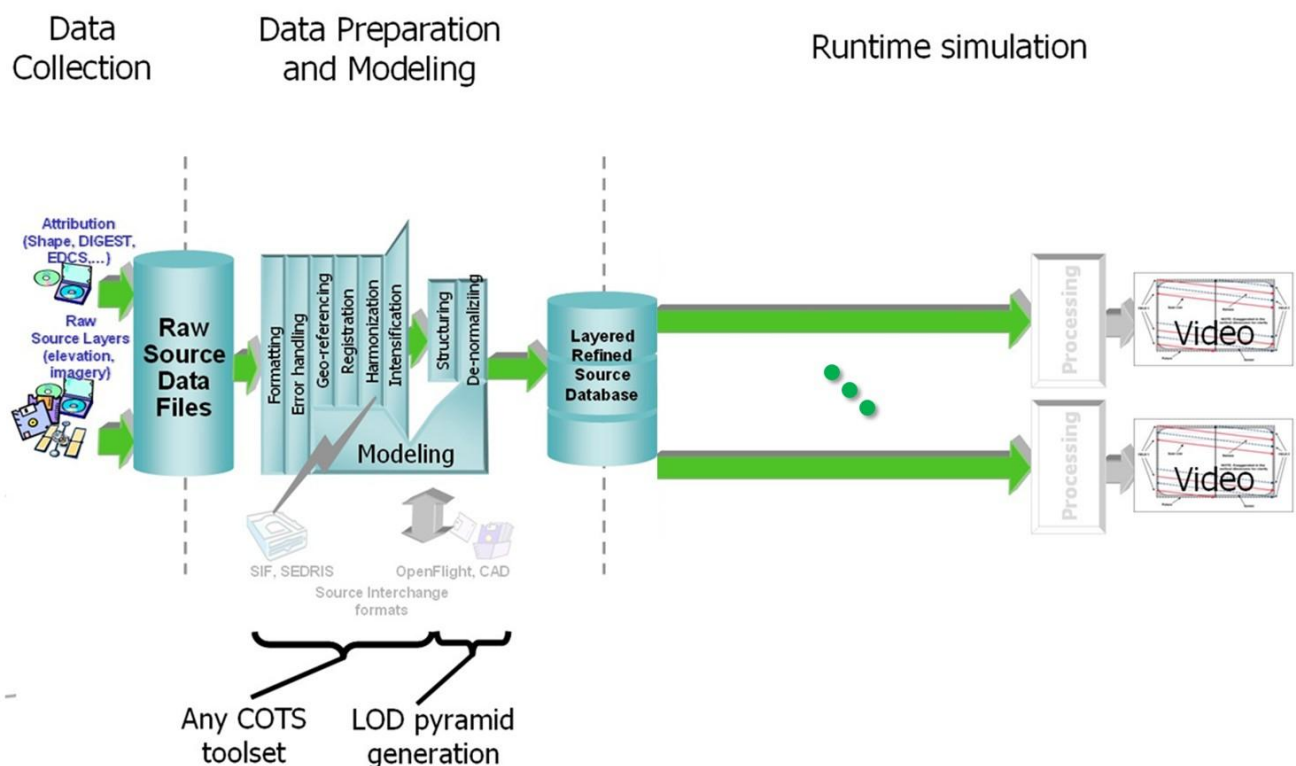 Data
Collection
Data Preparation
and Modeling
Runtime simulation
Attribution
(Shape, DIGEST,
EDCS,...)
Raw
Source Layers
(elevation,
imagery)
Raw
Source
Data
Files
Formatting
Error handling
Geo-referencing
Registration
Harmonization
Intensification
Structuring
De-normalizing
Modeling
Layered
Refined
Source
Database
Processing
Video
Processing
Video
SIF, SEDRIS
OpenFlight, CAD
Source Interchange
formats
Any COTS
toolset
LOD pyramid
generation